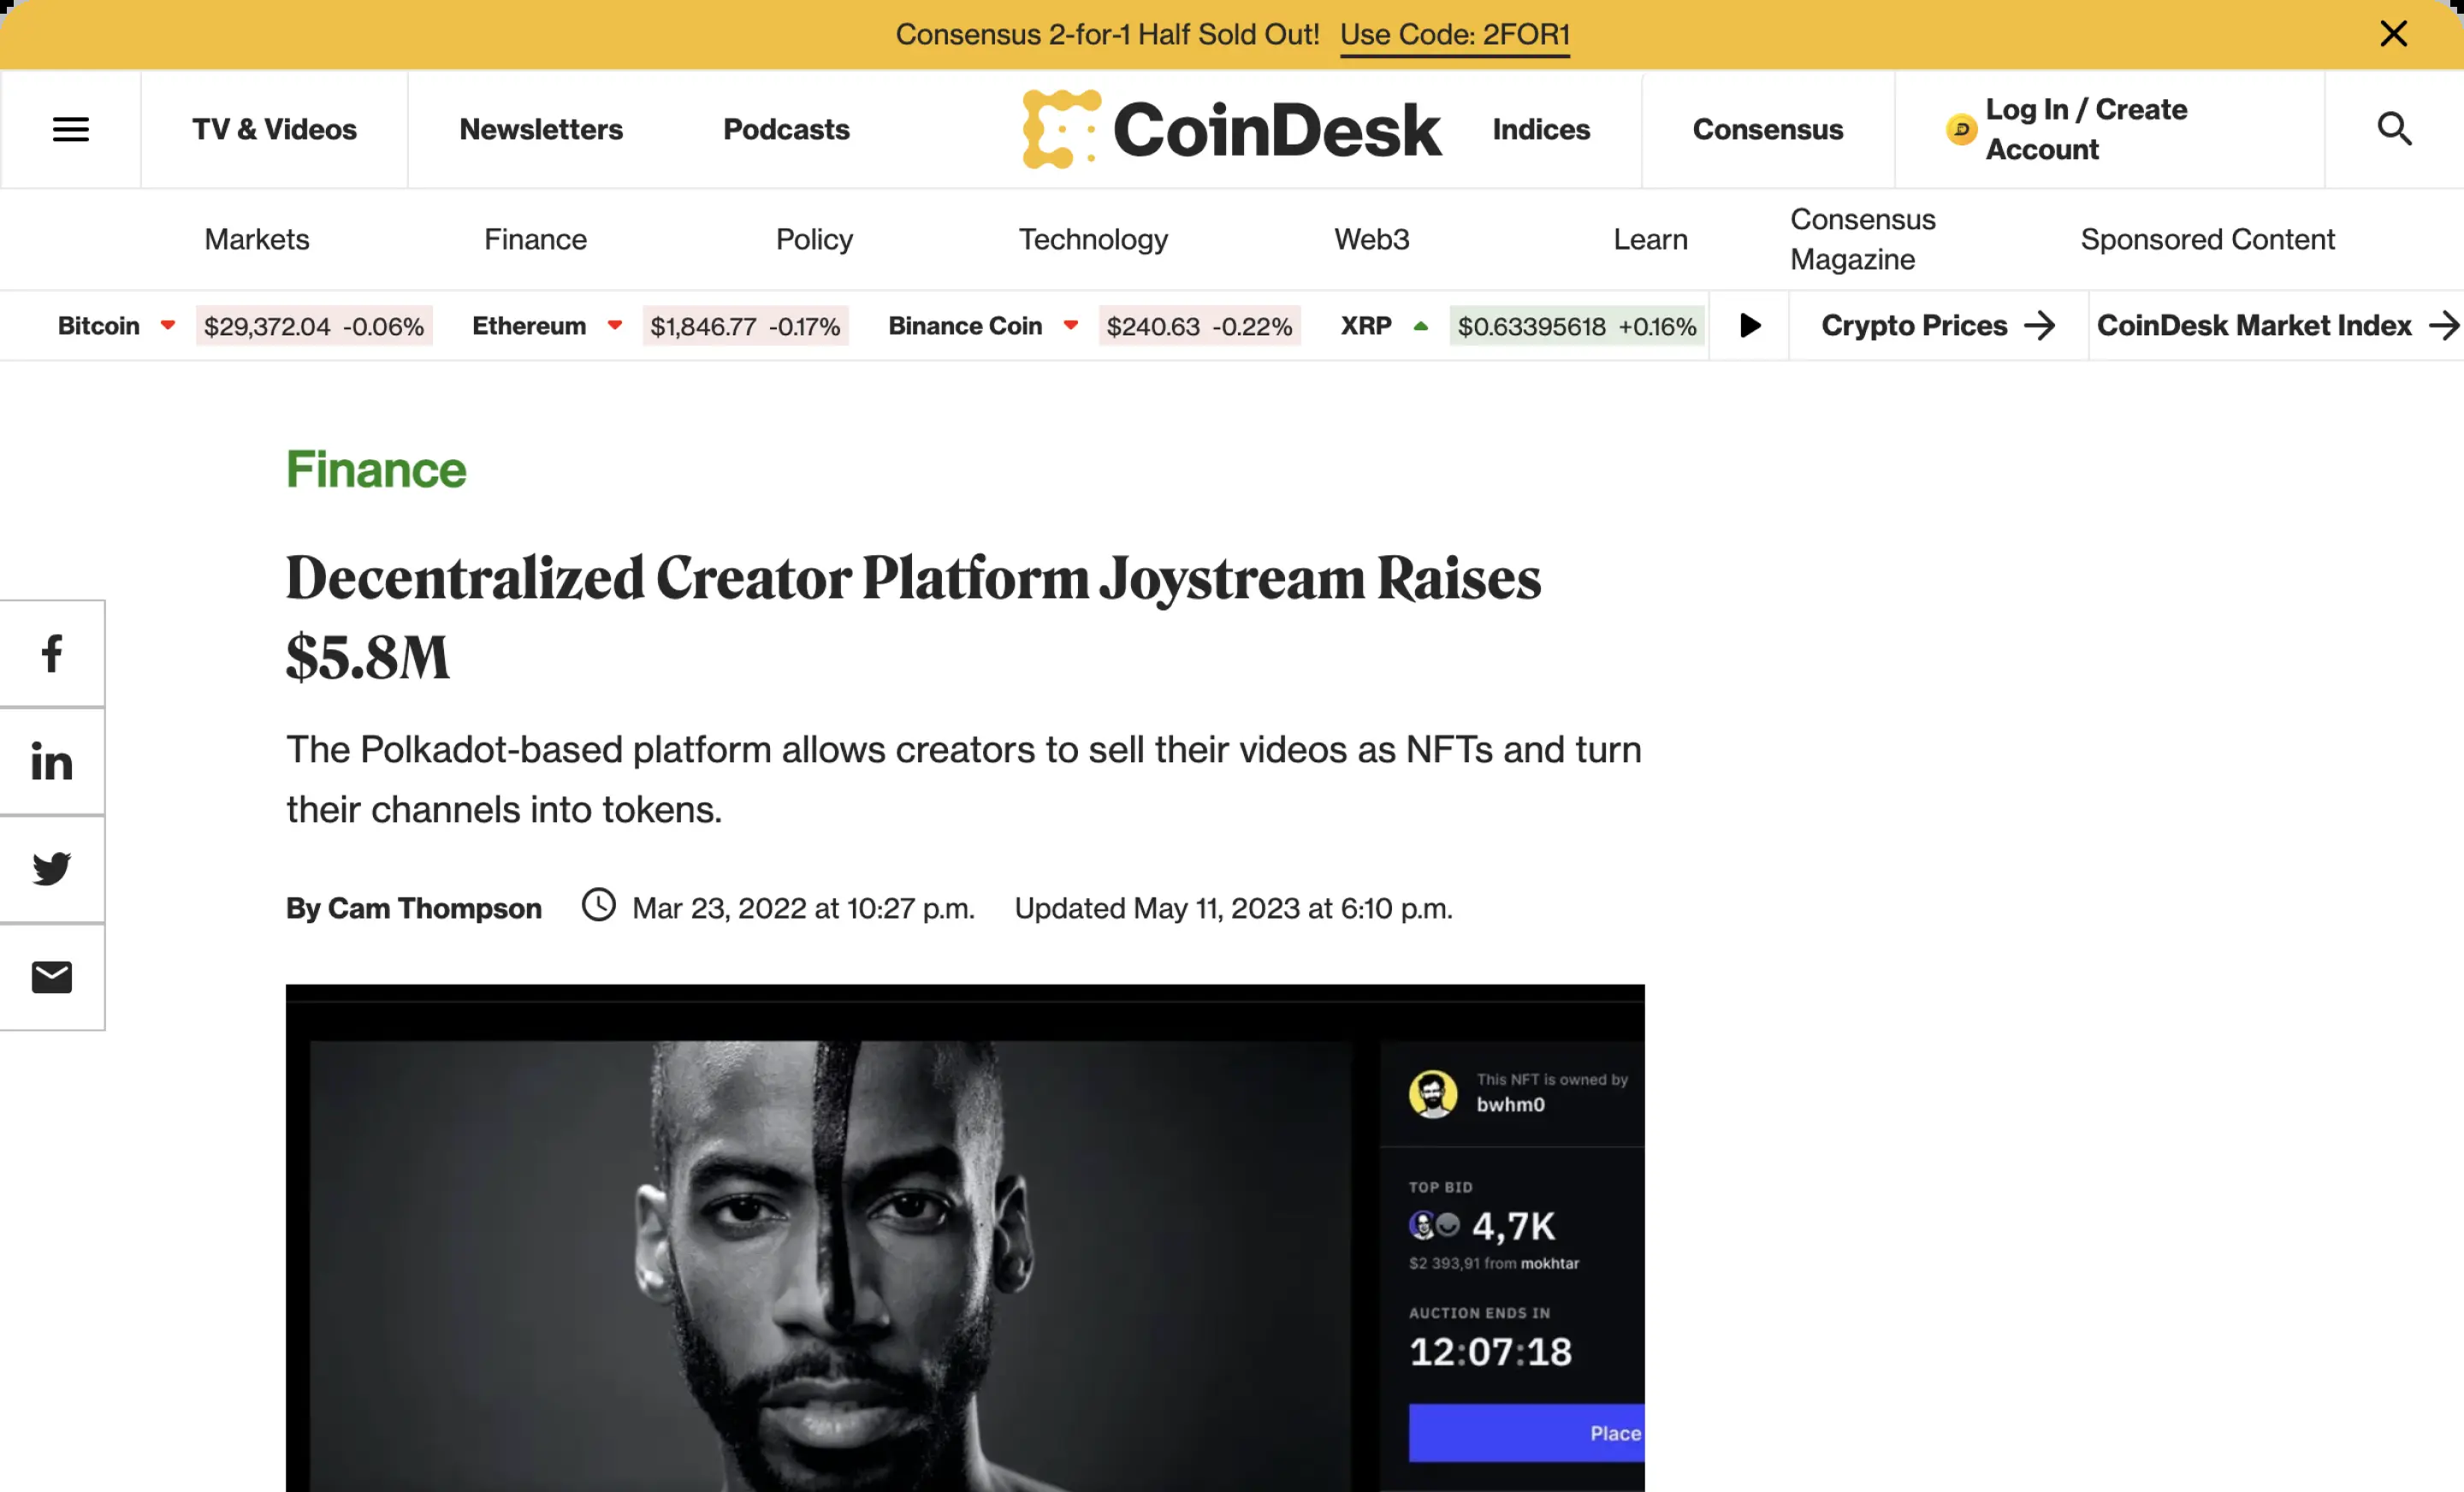 Consensus 2-for-1 Half Sold Out! Use Code: 2FOR1
TV & Videos
Newsletters
Podcasts
CoinDesk
Indices
Consensus
Log In / Create
Account
Markets
Finance
Policy
Technology
Web3
Learn
Consensus
Magazine
Sponsored Content
Bitcoin $29,372.04 -0.06%
Ethereum $1,846.77 -0.17%
Binance Coin $240.63 -0.22%
XRP $0.63395618 +0.16%
Crypto Prices
CoinDesk Market Index
Finance
Decentralized Creator Platform Joystream Raises
$5.8M
The Polkadot-based platform allows creators to sell their videos as NFTs and turn
their channels into tokens.
By Cam Thompson Mar 23, 2022 at 10:27 p.m. Updated May 11, 2023 at 6:10 p.m.
f
in
This NFT is owned by
bwhm0
TOP BID
4,7K
$2 393,91 from mokhtar
AUCTION ENDS IN
12:07:18
Place